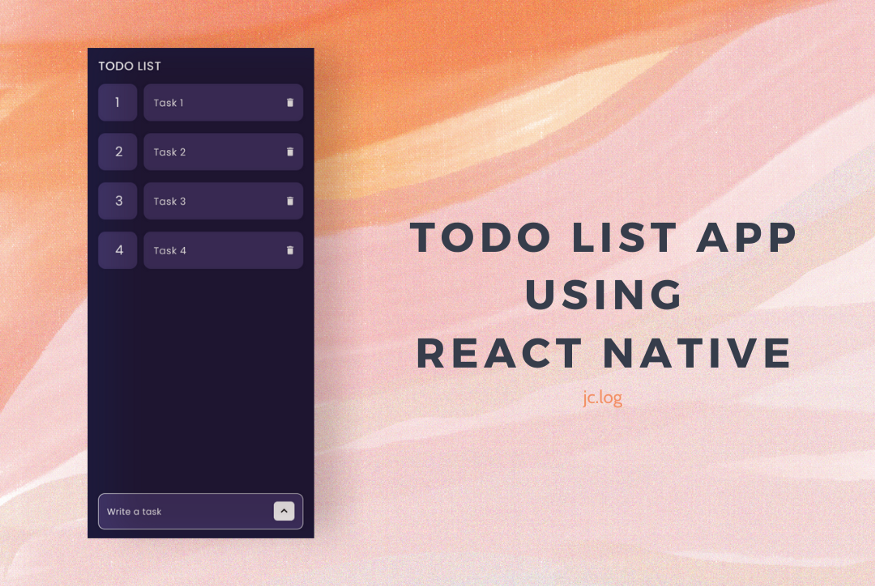 TODO LIST
1 Task 1
2 Task 2
3 Task 3
4 Task 4
Write a task
TODO LIST APP
USING
REACT NATIVE
jc.log